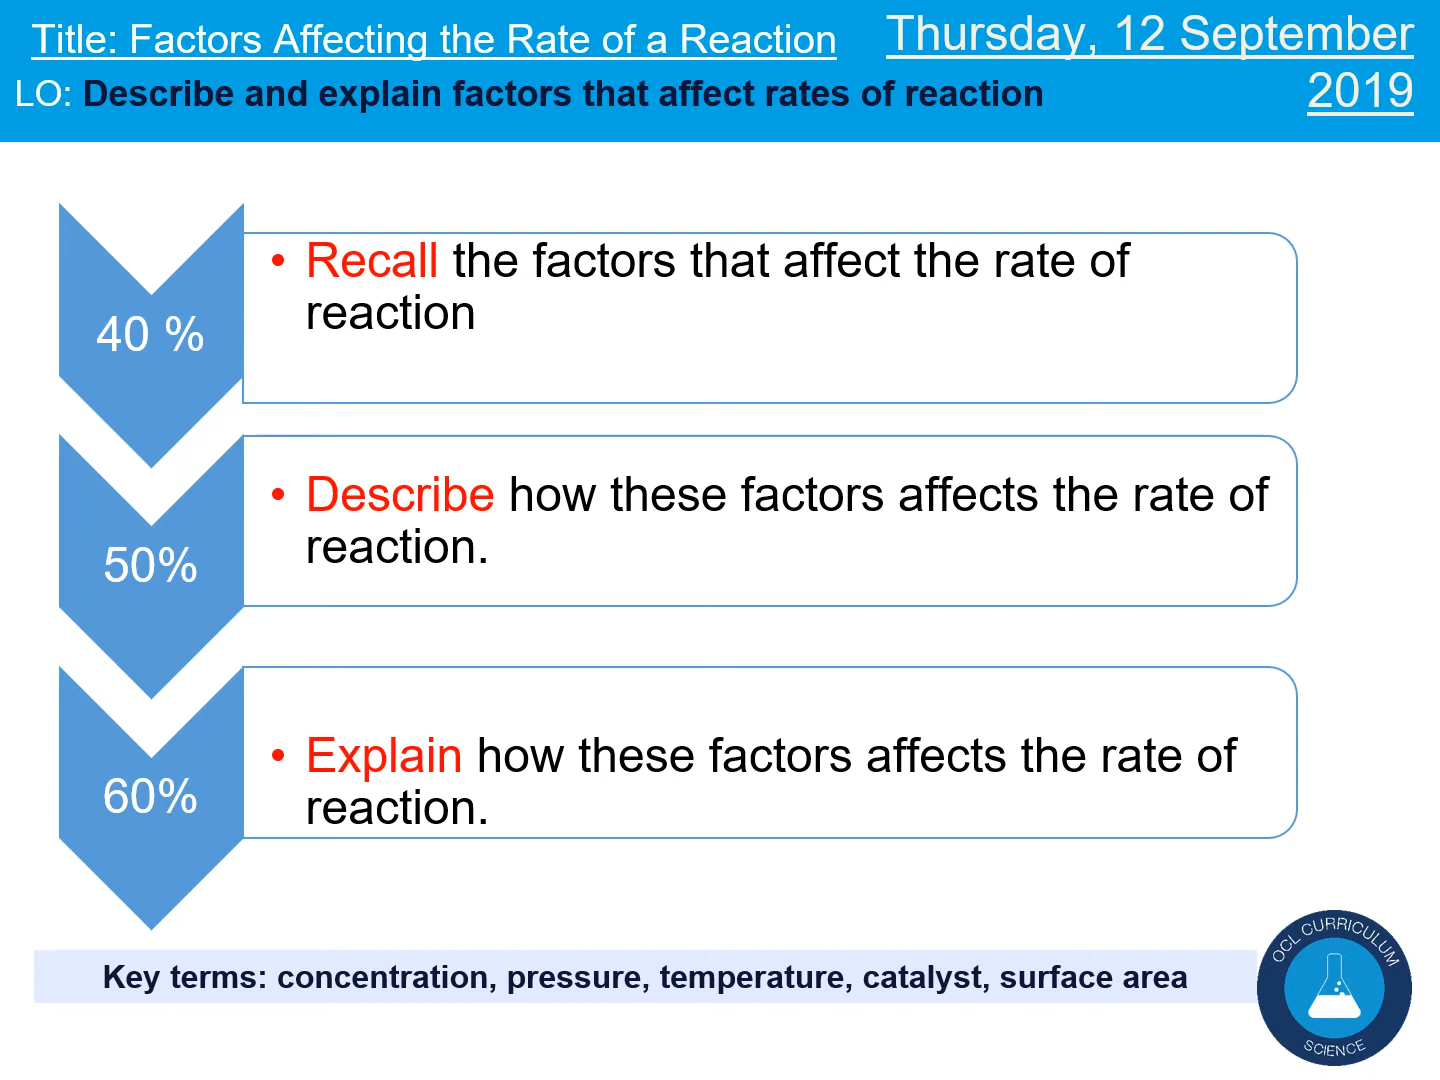 Title: Factors Affecting the Rate of a Reaction
Thursday, 12 September
2019
LO: Describe and explain factors that affect rates of reaction
40 %
• Recall the factors that affect the rate of
reaction
50%
• Describe how these factors affects the rate of
reaction.
60%
• Explain how these factors affects the rate of
reaction.
Key terms: concentration, pressure, temperature, catalyst, surface area
OCL CURRICULUM
SCIENCE